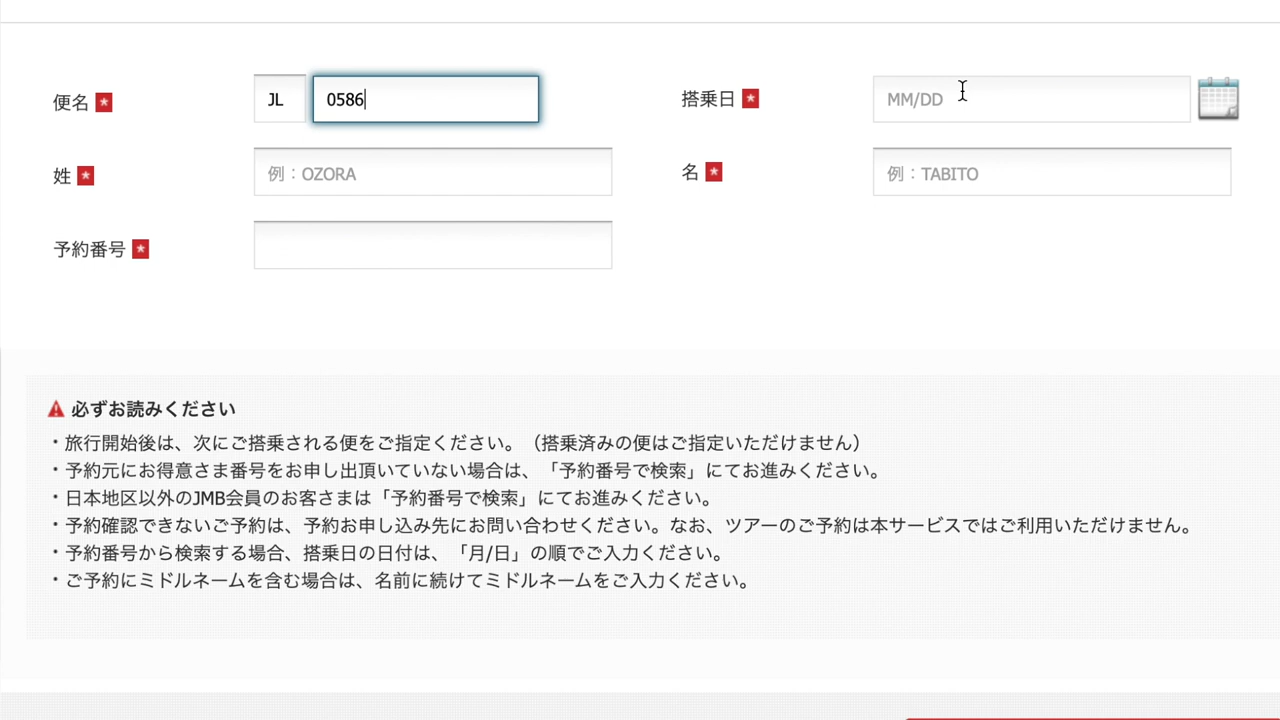 便名 * JL 0586 搭乗日 * MM/DD
姓 * 例：OZORA 名 * 例：TABITO
予約番号 *
必ずお読みください
・旅行開始後は、次にご搭乗される便をご指定ください。（搭乗済みの便はご指定いただけません）
・予約元にお得意さま番号をお申し出頂いていない場合は、「予約番号で検索」にてお進みください。
・日本地区以外のJMB会員のお客さまは「予約番号で検索」にてお進みください。
・予約確認できないご予約は、予約お申し込み先にお問い合わせください。なお、ツアーのご予約は本サービスではご利用いただけません。
・予約番号から検索する場合、搭乗日の日付は、「月/日」の順でご入力ください。
・ご予約にミドルネームを含む場合は、名前に続けてミドルネームをご入力ください。